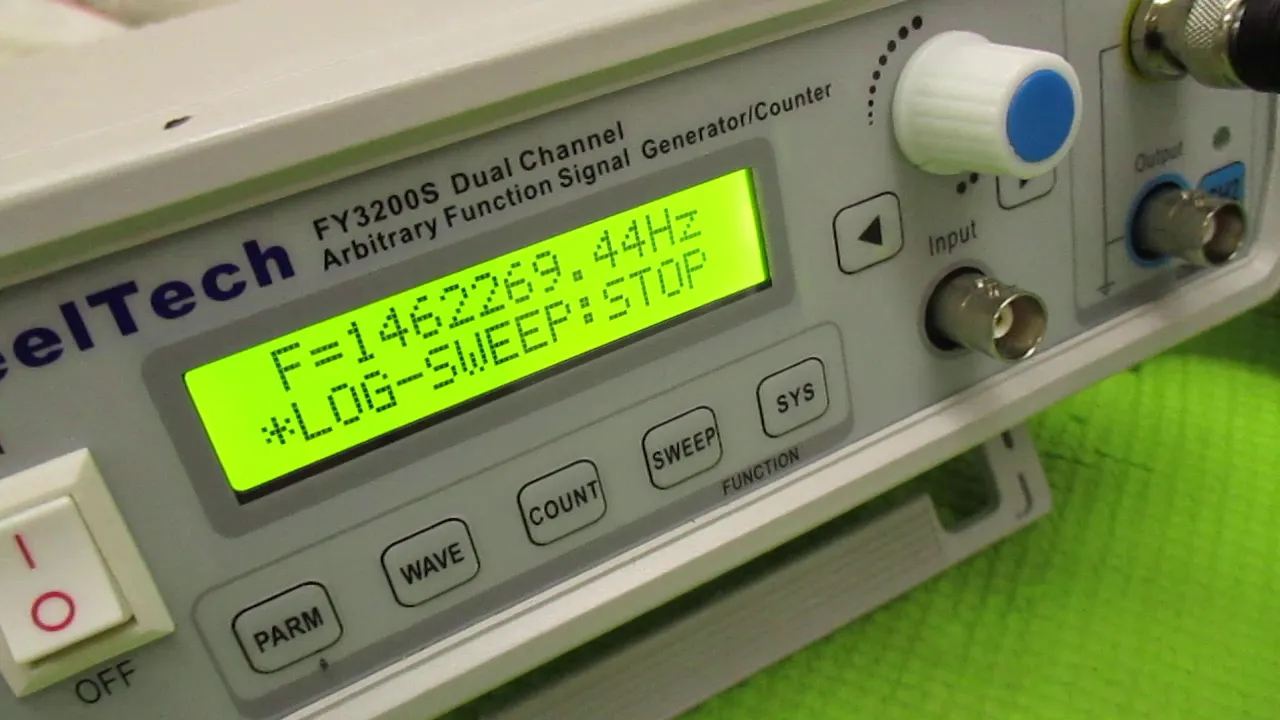 eelTech
FY3200S Dual Channel
Arbitrary Function Signal Generator/Counter
F=1462269.44Hz
*LOG-SWEEP:STOP
Input
Output
CH2
PARM
WAVE
COUNT
SWEEP
SYS
FUNCTION
OFF